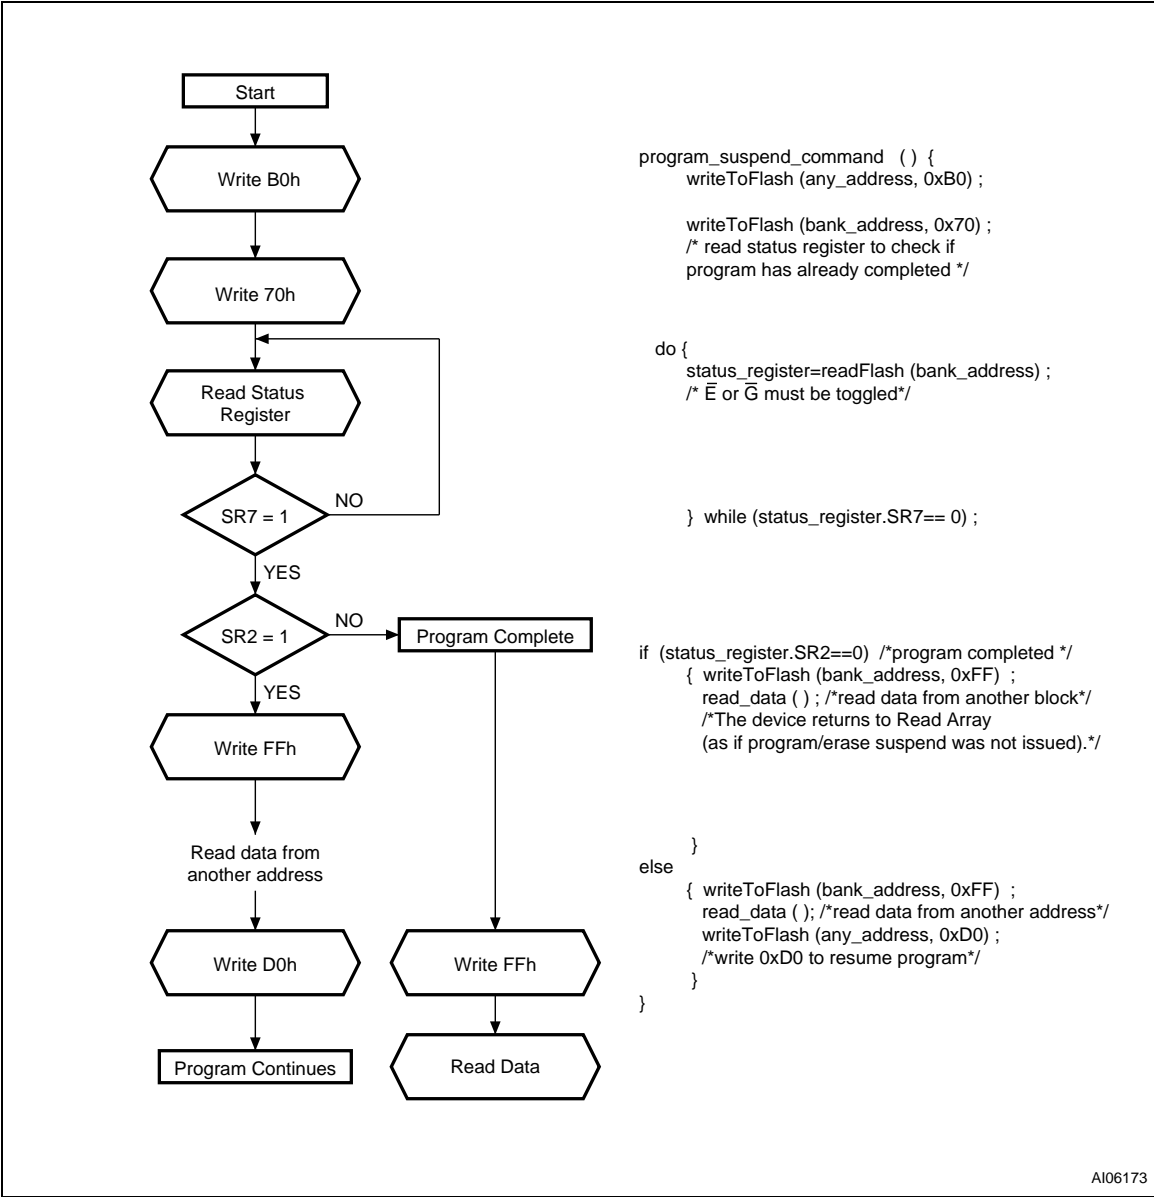 Start
Write B0h
Write 70h
Read Status
Register
SR7 = 1
NO
YES
SR2 = 1
NO
Program Complete
YES
Write FFh
Read data from
another address
Write D0h
Write FFh
Program Continues
Read Data
program_suspend_command ( ) {
writeToFlash (any_address, 0xB0) ;
writeToFlash (bank_address, 0x70) ;
/* read status register to check if
program has already completed */
do {
status_register=readFlash (bank_address) ;
/* E̅ or G̅ must be toggled*/
} while (status_register.SR7== 0) ;
if (status_register.SR2==0) /*program completed */
{ writeToFlash (bank_address, 0xFF) ;
read_data ( ) ; /*read data from another block*/
/*The device returns to Read Array
(as if program/erase suspend was not issued).*/
}
else
{ writeToFlash (bank_address, 0xFF) ;
read_data ( ); /*read data from another address*/
writeToFlash (any_address, 0xD0) ;
/*write 0xD0 to resume program*/
}
}
AI06173